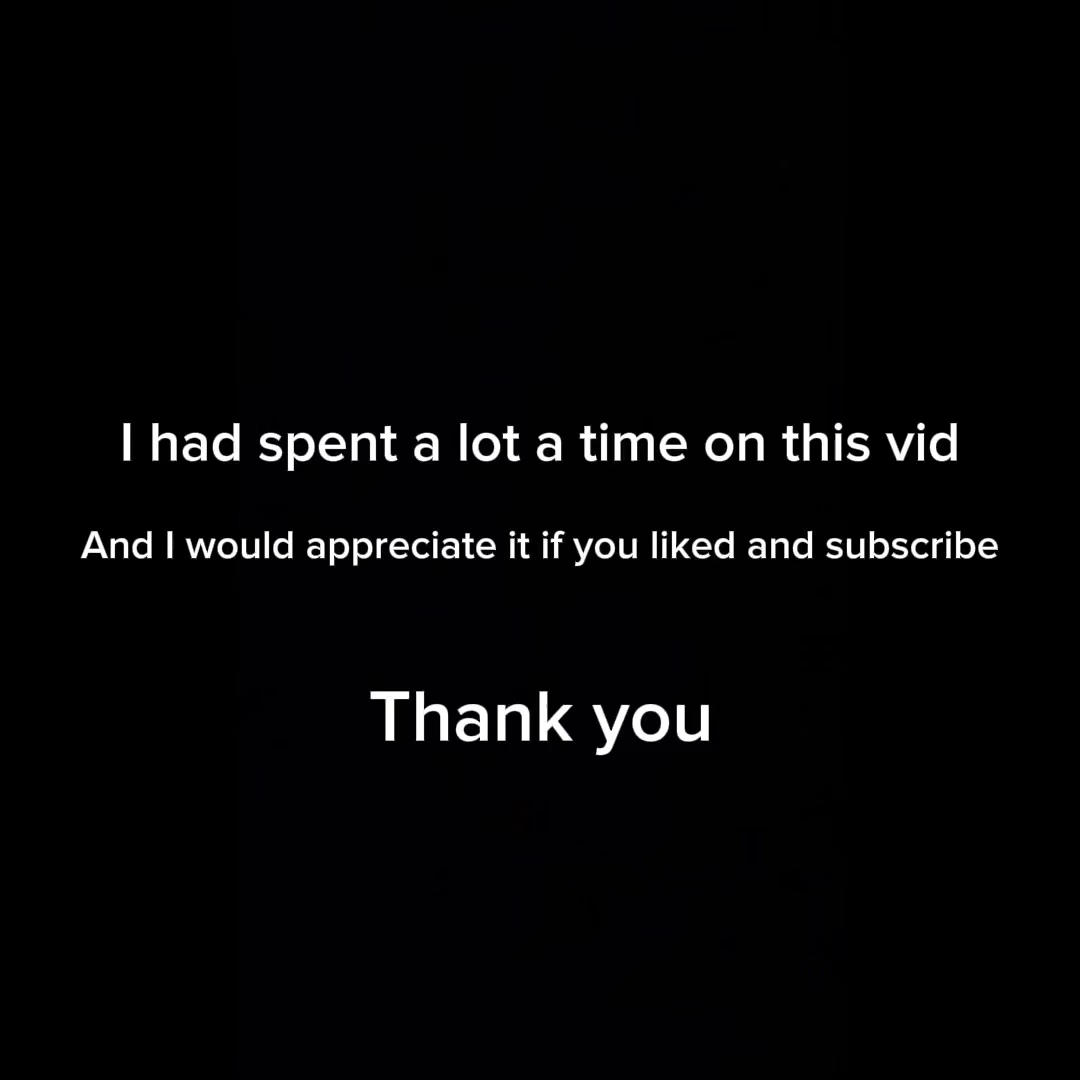 I had spent a lot a time on this vid
And I would appreciate it if you liked and subscribe
Thank you